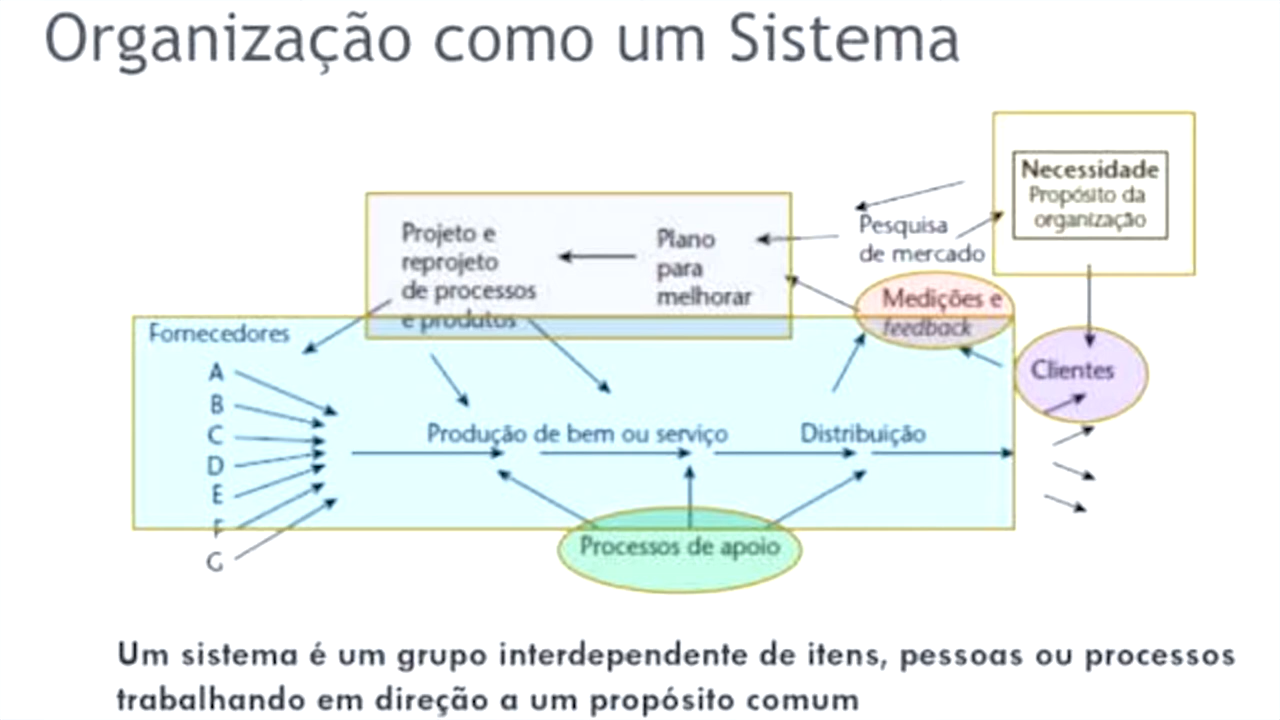 Organização como um Sistema
Necessidade
Propósito da
organização
Pesquisa
de mercado
Projeto e
reprojeto
de processos
e produtos
Plano
para
melhorar
Medições e
feedback
Fornecedores
Clientes
A
B
C
D
E
F
G
Produção de bem ou serviço
Distribuição
Processos de apoio
Um sistema é um grupo interdependente de itens, pessoas ou processos
trabalhando em direção a um propósito comum